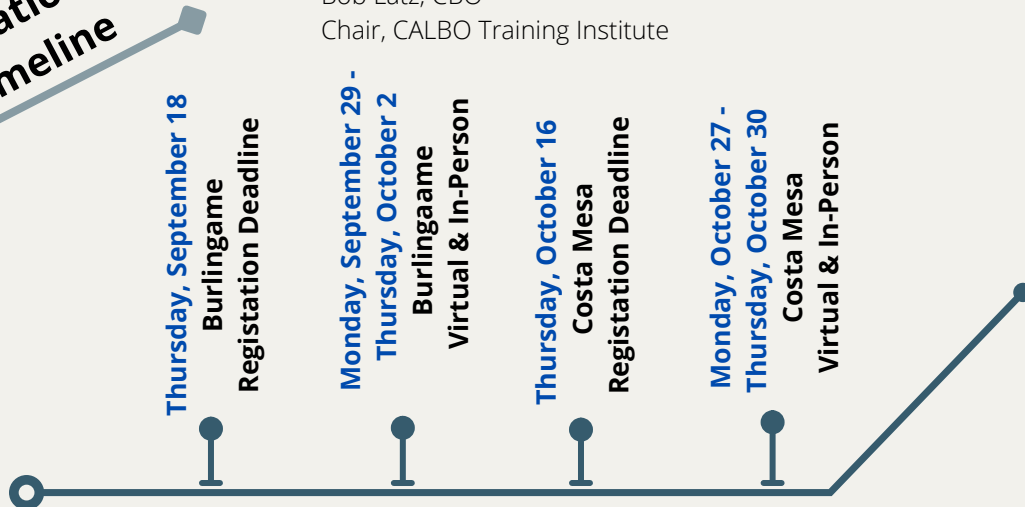 meline
Chair, CALBO Training Institute
Thursday, September 18
Burlingame
Registation Deadline
Monday, September 29 -
Thursday, October 2
Burlingaame
Virtual & In-Person
Thursday, October 16
Costa Mesa
Registation Deadline
Monday, October 27 -
Thursday, October 30
Costa Mesa
Virtual & In-Person